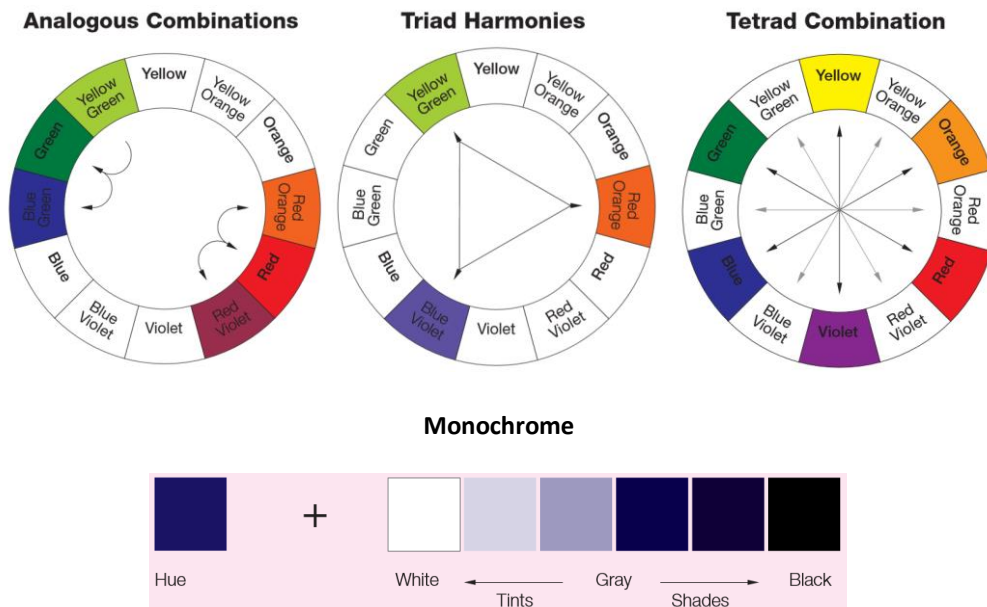 Analogous Combinations
Yellow
Yellow
Orange
Orange
Red
Orange
Red
Red
Violet
Violet
Blue
Violet
Blue
Blue
Green
Green
Yellow
Green
Triad Harmonies
Yellow
Yellow
Orange
Orange
Red
Orange
Red
Red
Violet
Violet
Blue
Violet
Blue
Blue
Green
Green
Yellow
Green
Tetrad Combination
Yellow
Yellow
Orange
Orange
Red
Orange
Red
Red
Violet
Violet
Blue
Violet
Blue
Blue
Green
Green
Yellow
Green
Monochrome
+
Hue
White
Gray
Black
Tints
Shades